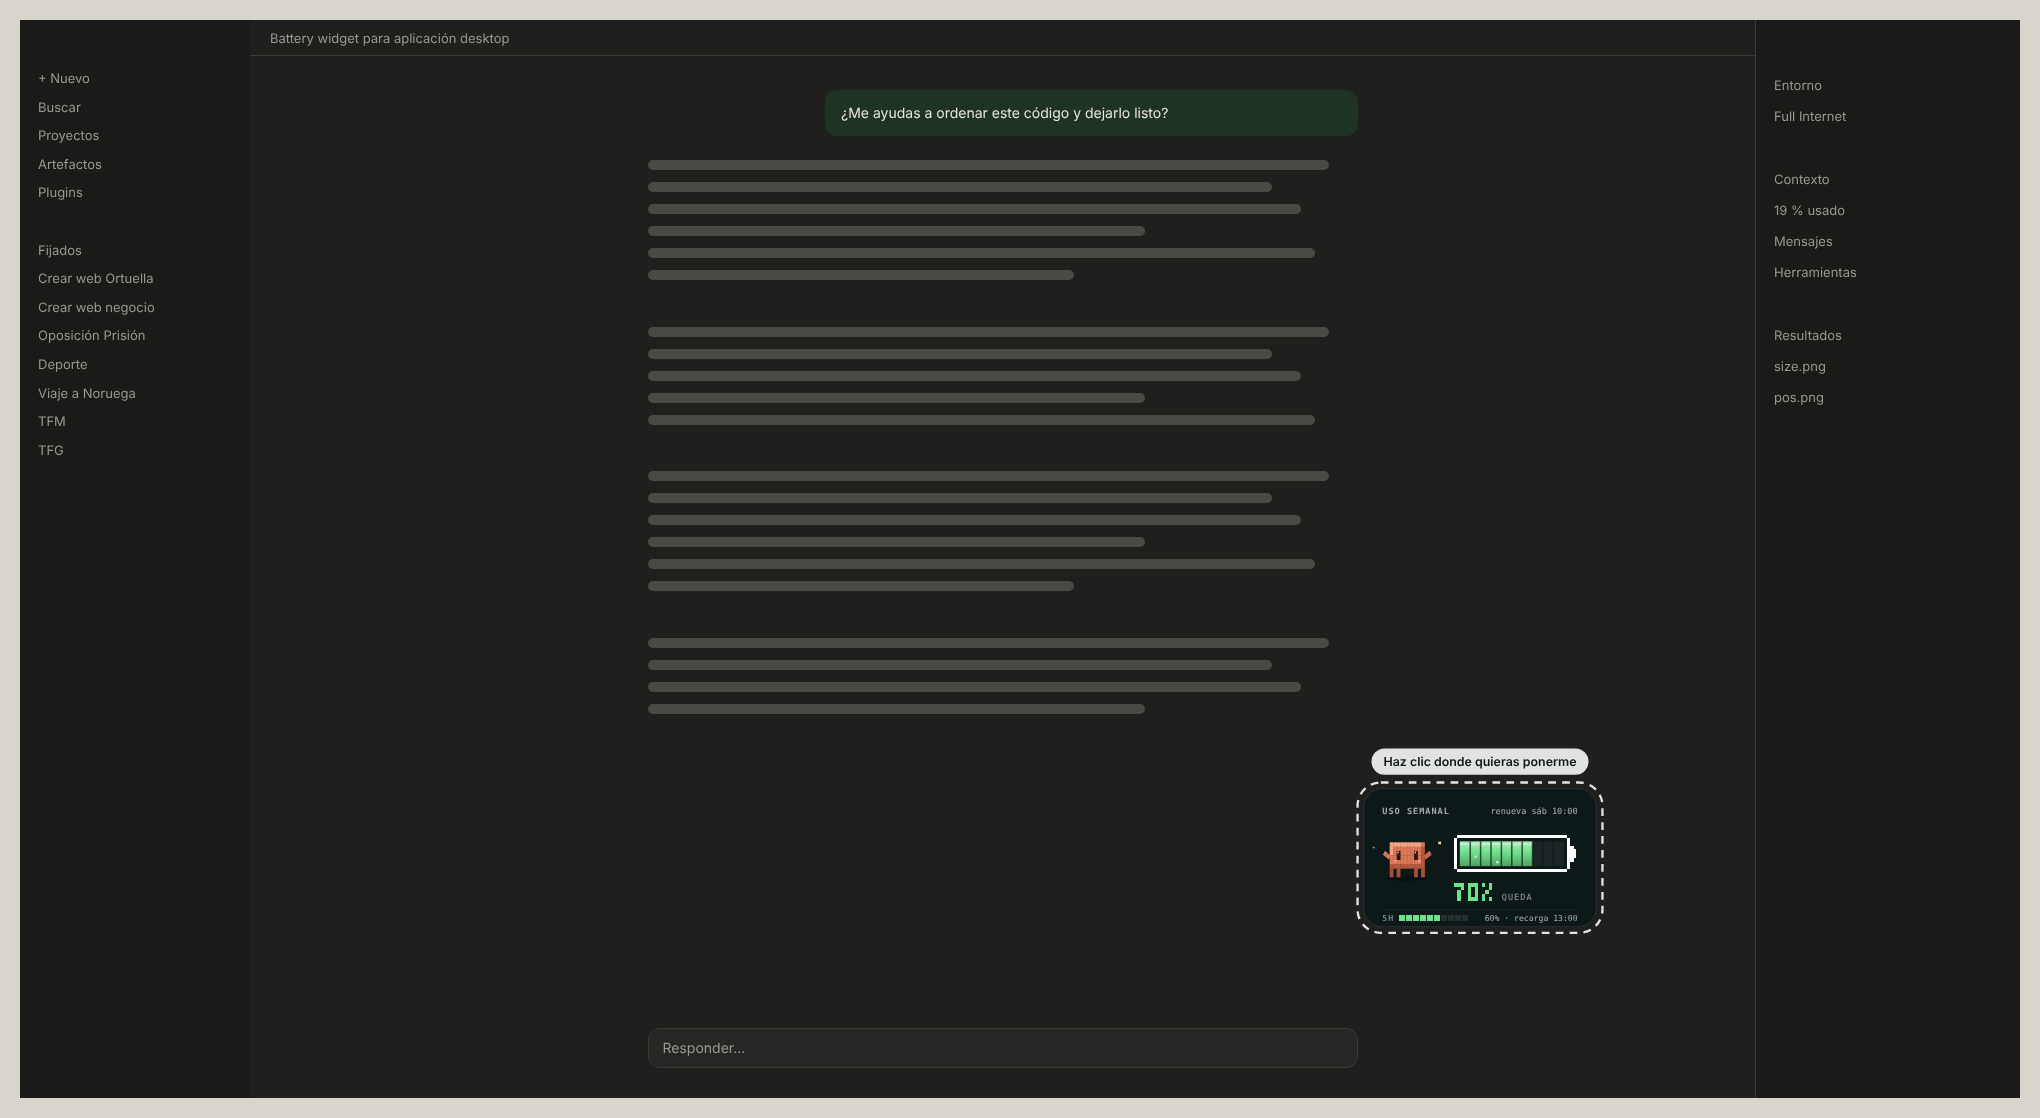 Battery widget para aplicación desktop
+ Nuevo
Buscar
Proyectos
Artefactos
Plugins
Fijados
Crear web Ortuella
Crear web negocio
Oposición Prisión
Deporte
Viaje a Noruega
TFM
TFG
¿Me ayudas a ordenar este código y dejarlo listo?
Haz clic donde quieras ponerme
USO SEMANAL renueva sáb 10:00
70% QUEDA
5H 60% · recarga 13:00
Responder...
Entorno
Full Internet
Contexto
19 % usado
Mensajes
Herramientas
Resultados
size.png
pos.png